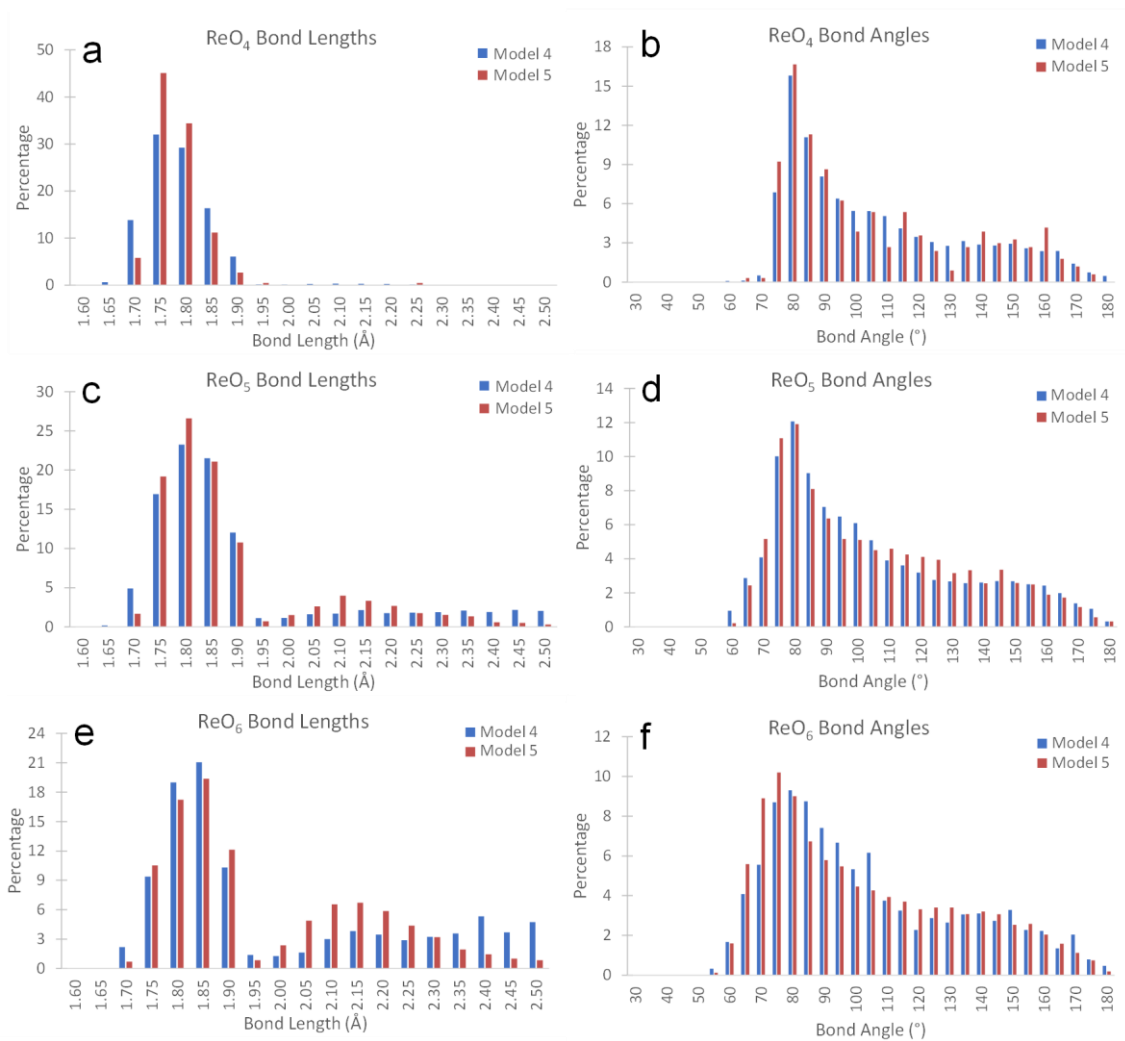 a
ReO₄ Bond Lengths
Model 4
Model 5
Percentage
50
40
30
20
10
0
1.60 1.65 1.70 1.75 1.80 1.85 1.90 1.95 2.00 2.05 2.10 2.15 2.20 2.25 2.30 2.35 2.40 2.45 2.50
Bond Length (Å)
b
ReO₄ Bond Angles
Model 4
Model 5
Percentage
18
15
12
9
6
3
0
30 40 50 60 70 80 90 100 110 120 130 140 150 160 170 180
Bond Angle (°)
c
ReO₅ Bond Lengths
Model 4
Model 5
Percentage
30
25
20
15
10
5
0
1.60 1.65 1.70 1.75 1.80 1.85 1.90 1.95 2.00 2.05 2.10 2.15 2.20 2.25 2.30 2.35 2.40 2.45 2.50
Bond Length (Å)
d
ReO₅ Bond Angles
Model 4
Model 5
Percentage
14
12
10
8
6
4
2
0
30 40 50 60 70 80 90 100 110 120 130 140 150 160 170 180
Bond Angle (°)
e
ReO₆ Bond Lengths
Model 4
Model 5
Percentage
24
21
18
15
12
9
6
3
0
1.60 1.65 1.70 1.75 1.80 1.85 1.90 1.95 2.00 2.05 2.10 2.15 2.20 2.25 2.30 2.35 2.40 2.45 2.50
Bond Length (Å)
f
ReO₆ Bond Angles
Model 4
Model 5
Percentage
12
10
8
6
4
2
0
30 40 50 60 70 80 90 100 110 120 130 140 150 160 170 180
Bond Angle (°)